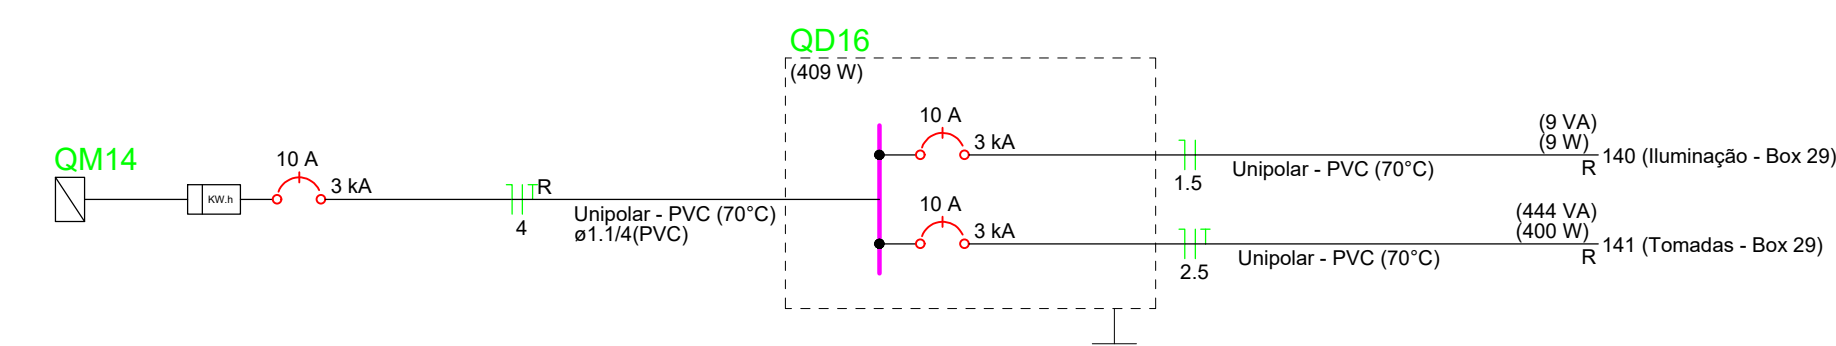 QD16
(409 W)
QM14
KW.h
10 A
3 kA
R
4
Unipolar - PVC (70°C)
ø1.1/4(PVC)
10 A
3 kA
1.5
Unipolar - PVC (70°C)
(9 VA)
(9 W)
R
140 (Iluminação - Box 29)
10 A
3 kA
2.5
Unipolar - PVC (70°C)
(444 VA)
(400 W)
R
141 (Tomadas - Box 29)